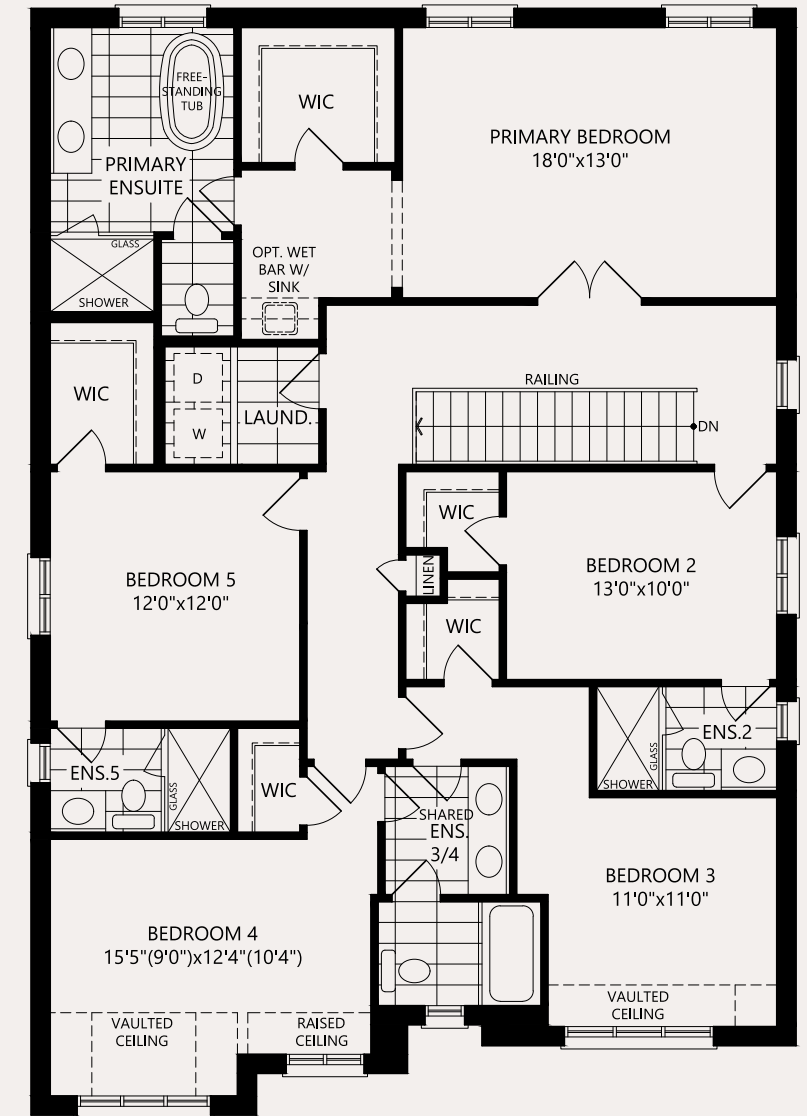 FREE-
STANDING
TUB
WIC
PRIMARY BEDROOM
18'0"x13'0"
PRIMARY
ENSUITE
GLASS
SHOWER
OPT. WET
BAR W/
SINK
WIC
D
W
LAUND.
RAILING
DN
WIC
LINEN
WIC
BEDROOM 2
13'0"x10'0"
BEDROOM 5
12'0"x12'0"
ENS.5
GLASS
SHOWER
WIC
SHARED
ENS.
3/4
GLASS
SHOWER
ENS.2
BEDROOM 3
11'0"x11'0"
BEDROOM 4
15'5"(9'0")x12'4"(10'4")
VAULTED
CEILING
RAISED
CEILING
VAULTED
CEILING